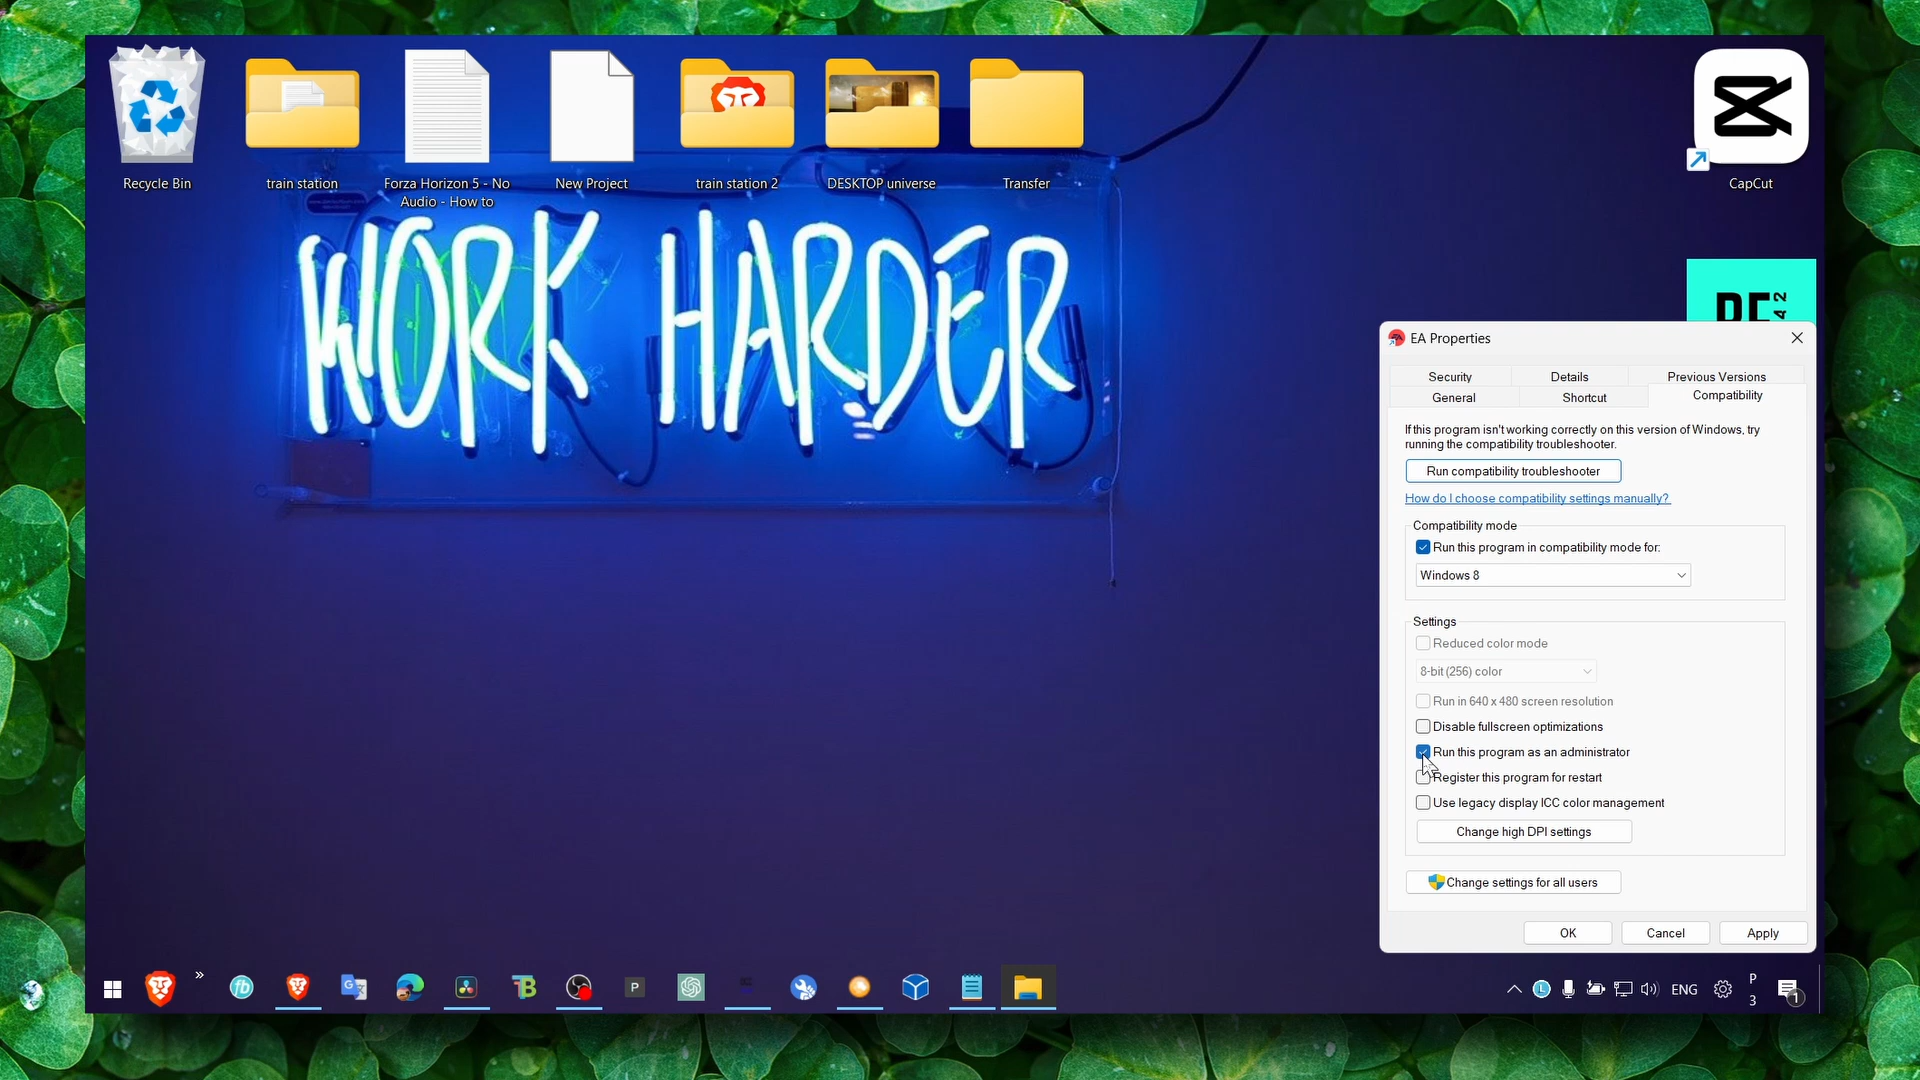 Recycle Bin
train station
Forza Horizon 5 - No
Audio - How to
New Project
train station 2
DESKTOP universe
Transfer
CapCut
WORK HARDER
EA Properties
Security
Details
Previous Versions
General
Shortcut
Compatibility
If this program isn't working correctly on this version of Windows, try
running the compatibility troubleshooter.
Run compatibility troubleshooter
How do I choose compatibility settings manually?
Compatibility mode
Run this program in compatibility mode for:
Windows 8
Settings
Reduced color mode
8-bit (256) color
Run in 640 x 480 screen resolution
Disable fullscreen optimizations
Run this program as an administrator
Register this program for restart
Use legacy display ICC color management
Change high DPI settings
Change settings for all users
OK
Cancel
Apply
»
fb
G
TB
P
L
ENG
P
3
1